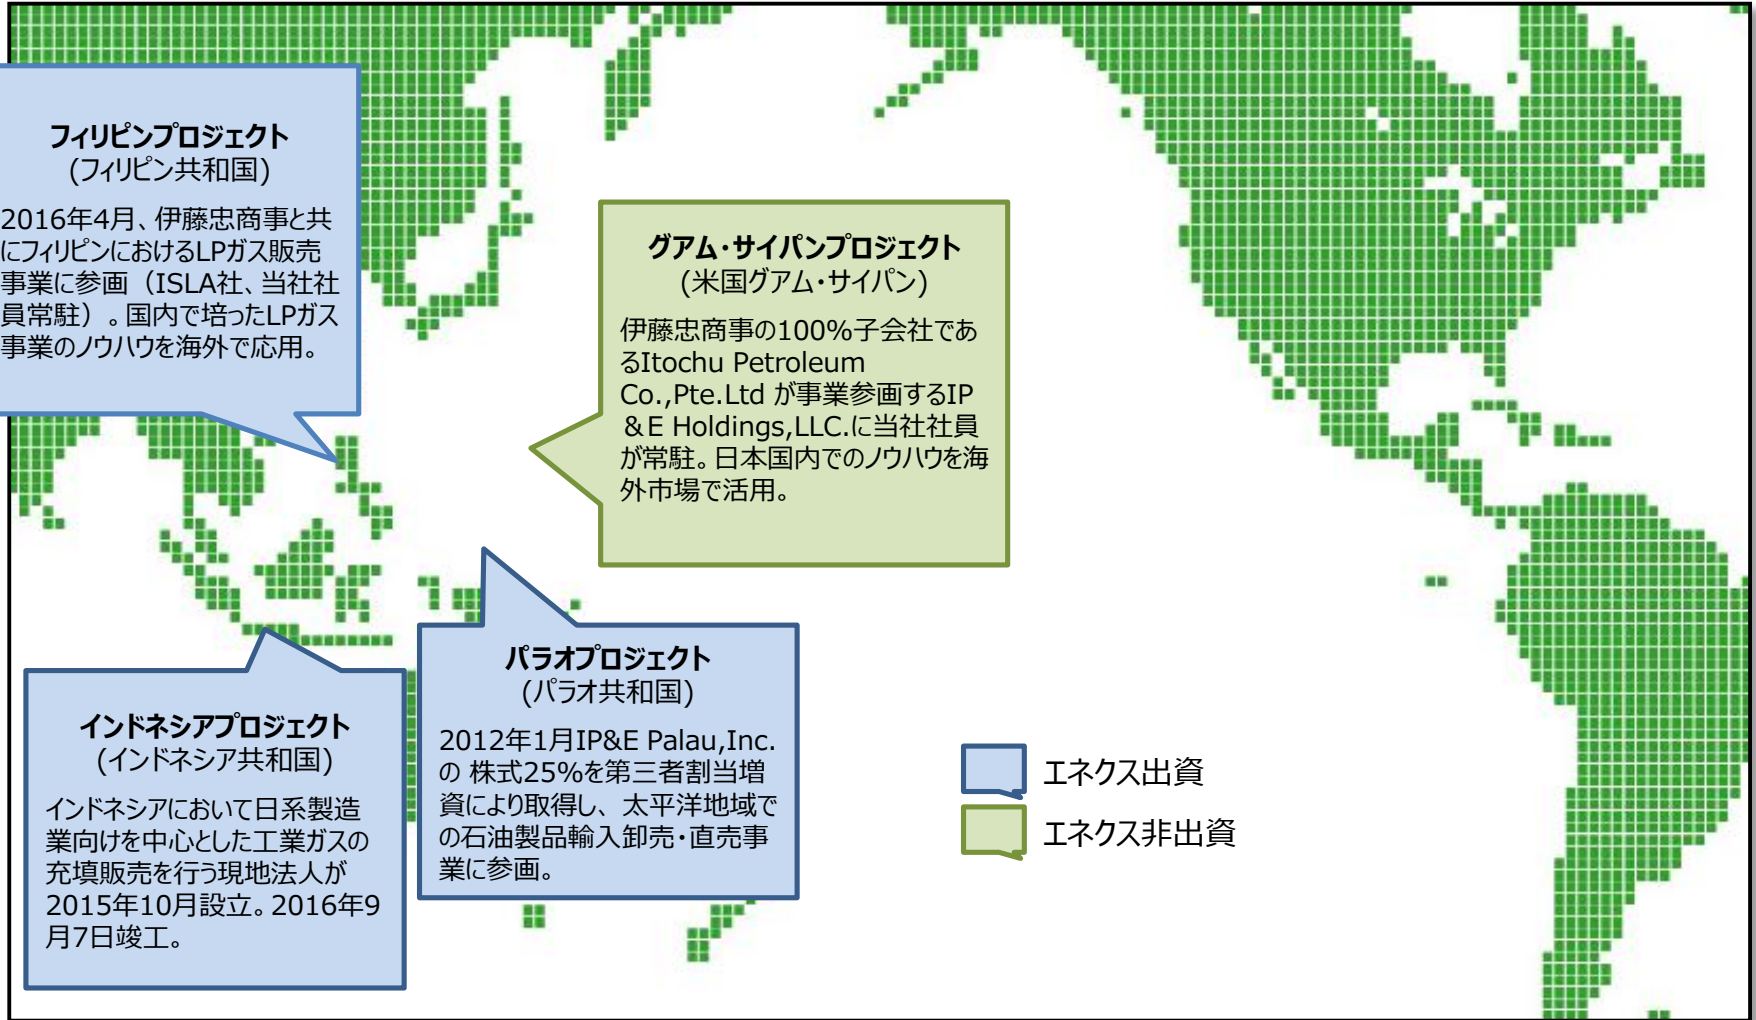 フィリピンプロジェクト
(フィリピン共和国)
2016年4月、伊藤忠商事と共
にフィリピンにおけるLPガス販売
事業に参画（ISLA社、当社社
員常駐）。国内で培ったLPガス
事業のノウハウを海外で応用。
グアム・サイパンプロジェクト
(米国グアム・サイパン)
伊藤忠商事の100%子会社であ
るItochu Petroleum
Co.,Pte.Ltd が事業参画するIP
＆E Holdings,LLC.に当社社員
が常駐。日本国内でのノウハウを海
外市場で活用。
パラオプロジェクト
(パラオ共和国)
2012年1月IP&E Palau,Inc.
の 株式25%を第三者割当増
資により取得し、太平洋地域で
の石油製品輸入卸売・直売事
業に参画。
インドネシアプロジェクト
(インドネシア共和国)
インドネシアにおいて日系製造
業向けを中心とした工業ガスの
充填販売を行う現地法人が
2015年10月設立。2016年9
月7日竣工。
エネクス出資
エネクス非出資